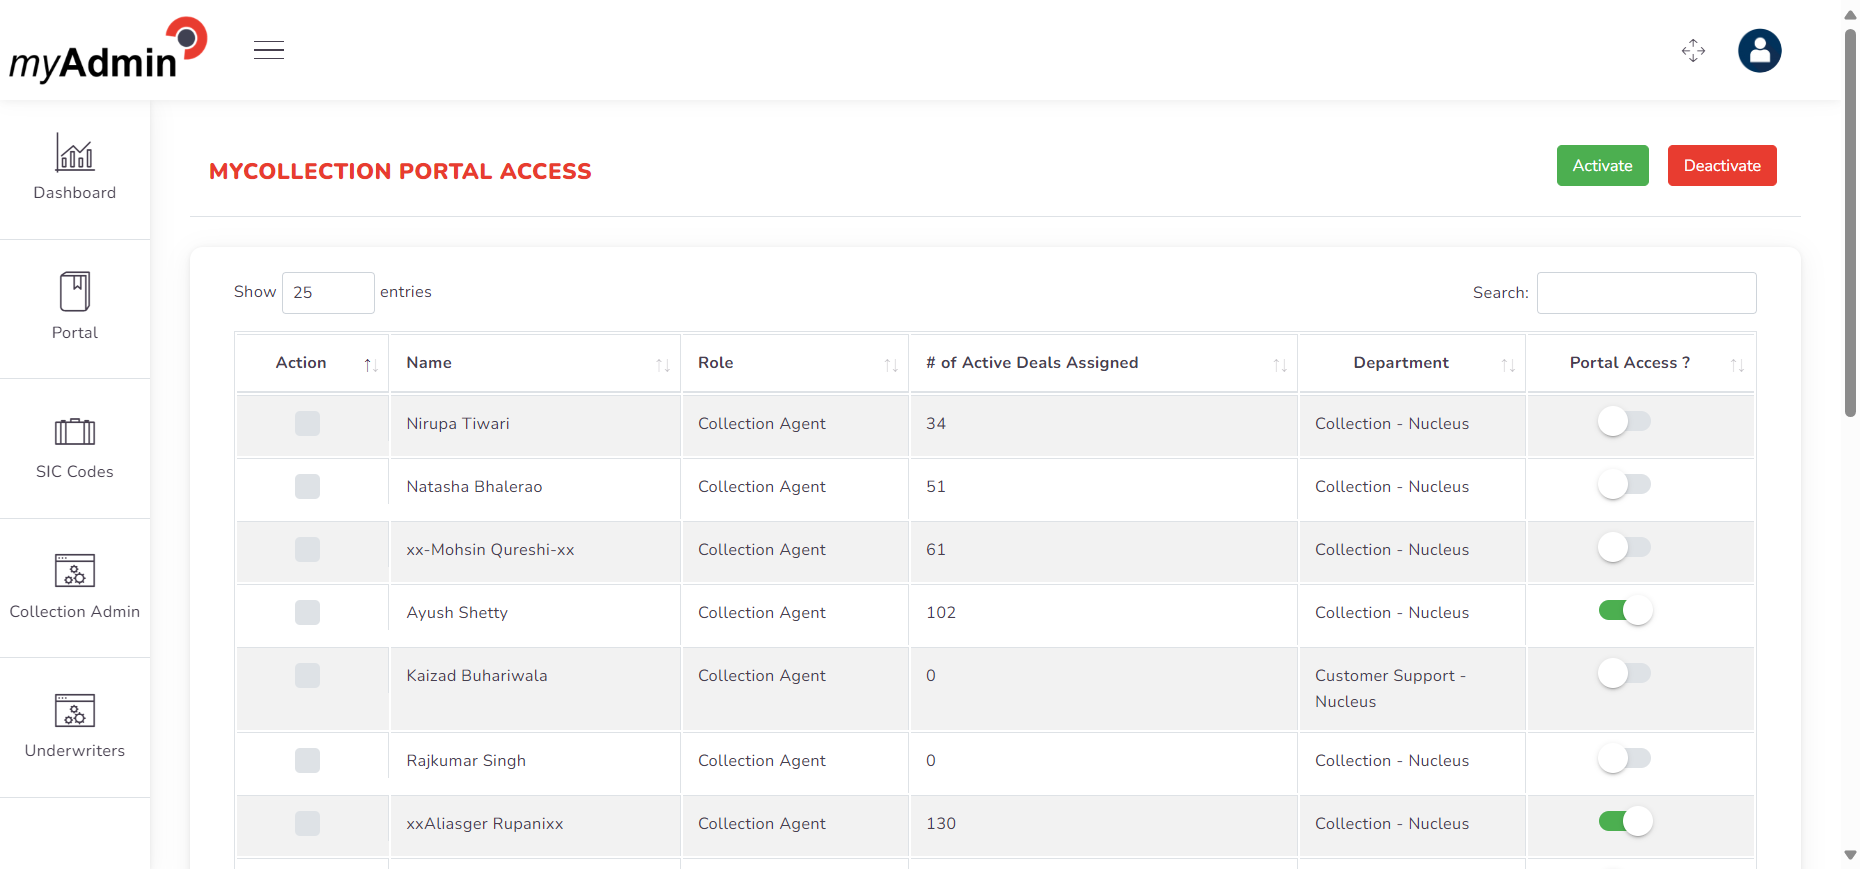 myAdmin
Dashboard
Portal
SIC Codes
Collection Admin
Underwriters
MYCOLLECTION PORTAL ACCESS
Activate
Deactivate
Show 25 entries
Search:
Action Name Role # of Active Deals Assigned Department Portal Access ?
Nirupa Tiwari Collection Agent 34 Collection - Nucleus
Natasha Bhalerao Collection Agent 51 Collection - Nucleus
xx-Mohsin Qureshi-xx Collection Agent 61 Collection - Nucleus
Ayush Shetty Collection Agent 102 Collection - Nucleus
Kaizad Buhariwala Collection Agent 0 Customer Support -
Nucleus
Rajkumar Singh Collection Agent 0 Collection - Nucleus
xxAliasger Rupanixx Collection Agent 130 Collection - Nucleus